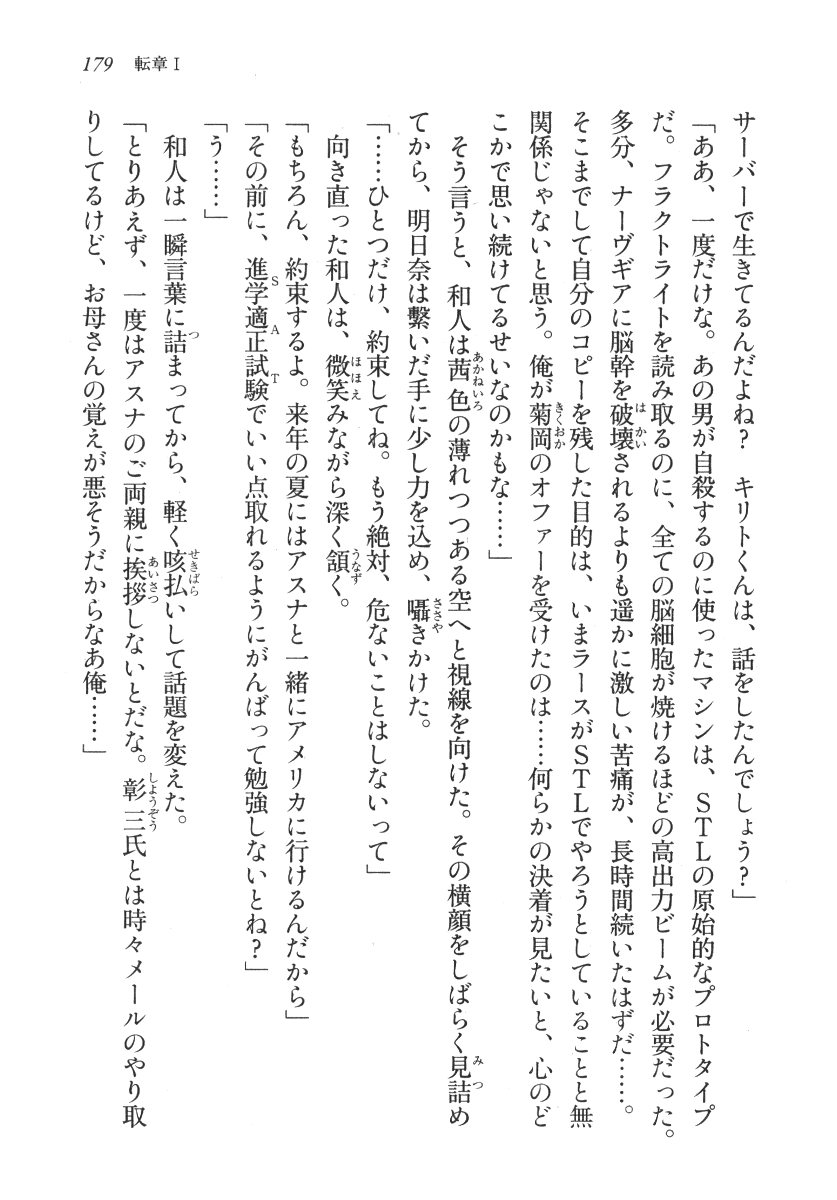 179 転章Ⅰ
サーバーで生きてるんだよね? キリトくんは、話をしたんでしょう?」
「ああ、一度だけな。あの男が自殺するのに使ったマシンは、STLの原始的なプロトタイプ
だ。フラクトライトを読み取るのに、全ての脳細胞が焼けるほどの高出力ビームが必要だった。
多分、ナーヴギアに脳幹を破壊されるよりも遥かに激しい苦痛が、長時間続いたはずだ……。
そこまでして自分のコピーを残した目的は、いまラースがSTLでやろうとしていることと無
関係じゃないと思う。俺が菊岡のオファーを受けたのは……何らかの決着が見たいと、心のど
こかで思い続けてるせいなのかもな……」
そう言うと、和人は茜色の薄れつつある空へと視線を向けた。その横顔をしばらく見詰め
てから、明日奈は繋いだ手に少し力を込め、囁きかけた。
「……ひとつだけ、約束してね。もう絶対、危ないことはしないって」
向き直った和人は、微笑みながら深く頷く。
「もちろん、約束するよ。来年の夏にはアスナと一緒にアメリカに行けるんだから」
「その前に、進学適正試験でいい点取れるようにがんばって勉強しないとね?」
「う……」
和人は一瞬言葉に詰まってから、軽く咳払いして話題を変えた。
「とりあえず、一度はアスナのご両親に挨拶しないとだな。彰三氏とは時々メールのやり取
りしてるけど、お母さんの覚えが悪そうだからなあ俺……」